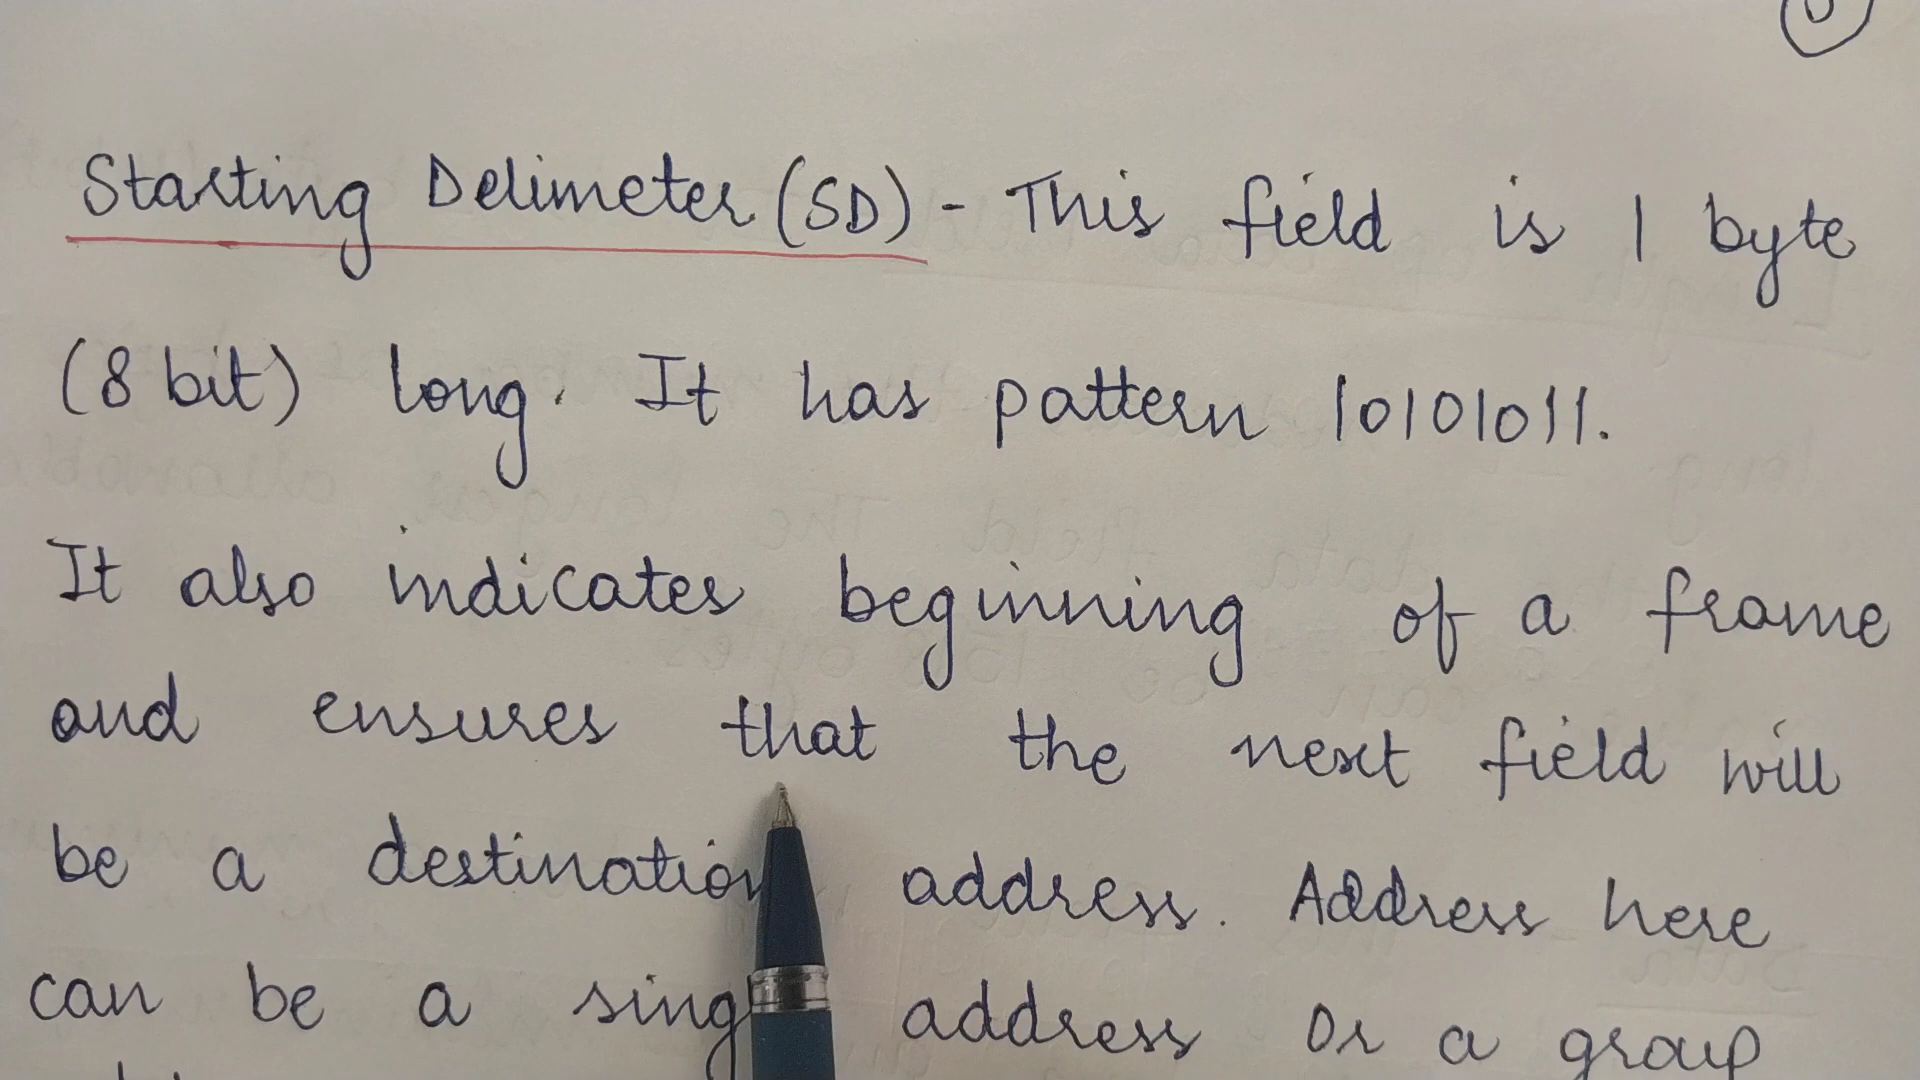 Starting Delimeter (SD) - This field is 1 byte
(8 bit) long. It has pattern 10101011.
It also indicates beginning of a frame
and ensures that the next field will
be a destination address. Address here
can be a address or a group